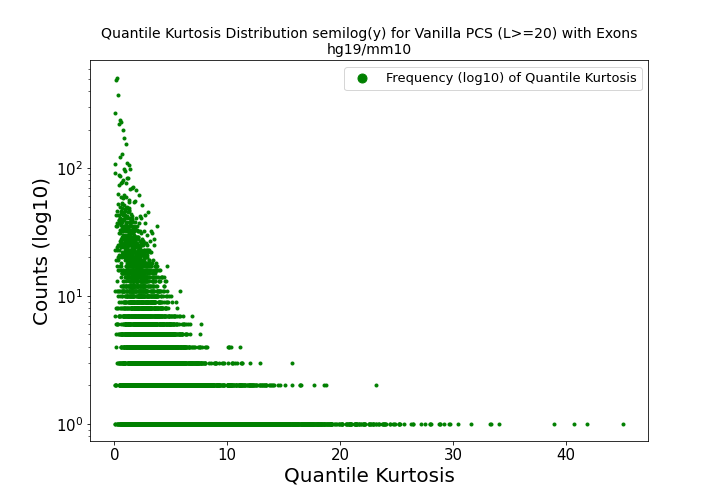 Quantile Kurtosis Distribution semilog(y) for Vanilla PCS (L>=20) with Exons
hg19/mm10
Frequency (log10) of Quantile Kurtosis
Counts (log10)
10²
10¹
10⁰
0 10 20 30 40
Quantile Kurtosis